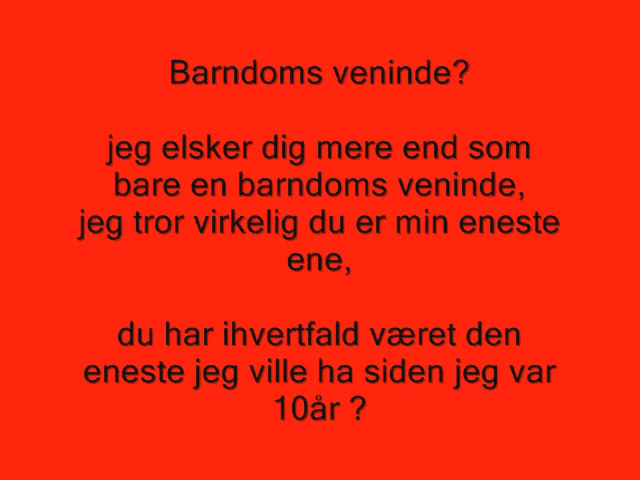 Barndoms veninde?
jeg elsker dig mere end som
bare en barndoms veninde,
jeg tror virkelig du er min eneste
ene,
du har ihvertfald været den
eneste jeg ville ha siden jeg var
10år ?